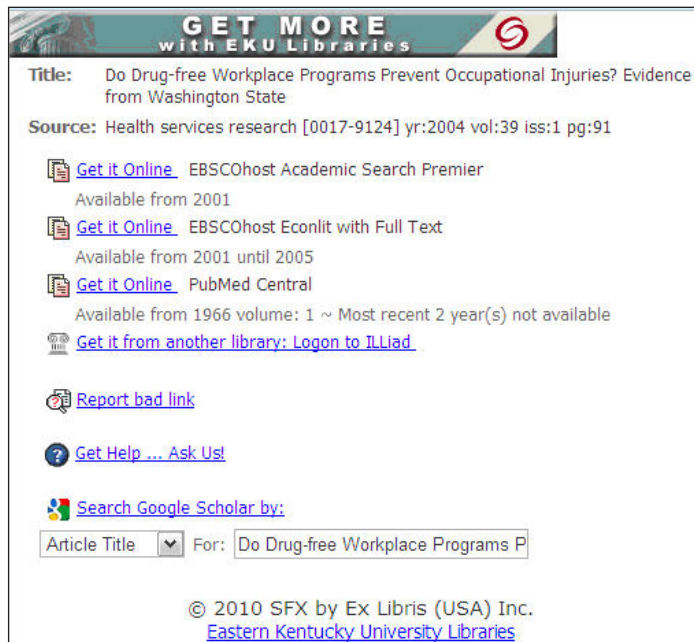 GET MORE
with EKU Libraries
Title: Do Drug-free Workplace Programs Prevent Occupational Injuries? Evidence
from Washington State
Source: Health services research [0017-9124] yr:2004 vol:39 iss:1 pg:91
Get it Online EBSCOhost Academic Search Premier
Available from 2001
Get it Online EBSCOhost Econlit with Full Text
Available from 2001 until 2005
Get it Online PubMed Central
Available from 1966 volume: 1 ~ Most recent 2 year(s) not available
Get it from another library: Logon to ILLiad
Report bad link
Get Help ... Ask Us!
Search Google Scholar by:
Article Title For: Do Drug-free Workplace Programs P
© 2010 SFX by Ex Libris (USA) Inc.
Eastern Kentucky University Libraries